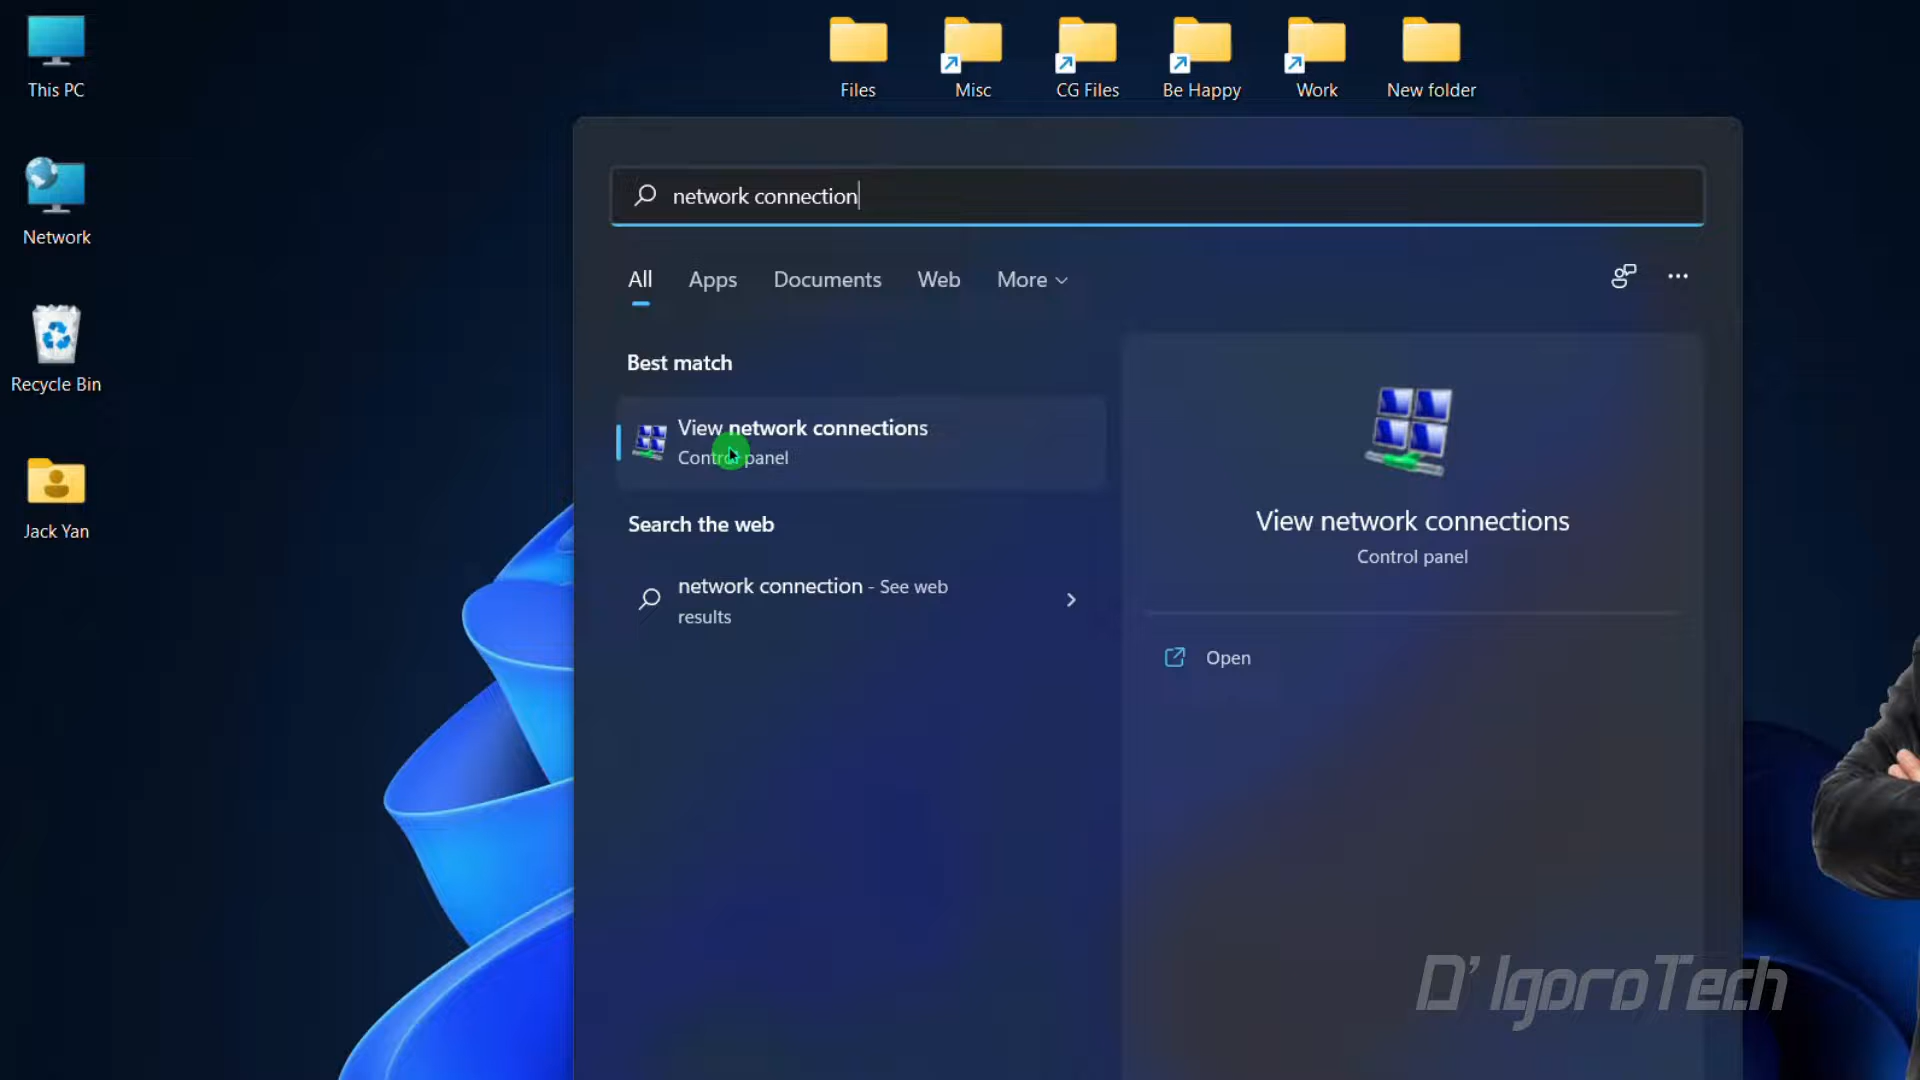 This PC
Files
Misc
CG Files
Be Happy
Work
New folder
Network
Recycle Bin
Jack Yan
network connection
All
Apps
Documents
Web
More
Best match
View network connections
Control panel
Search the web
network connection - See web
results
View network connections
Control panel
Open
D' IgoroTech